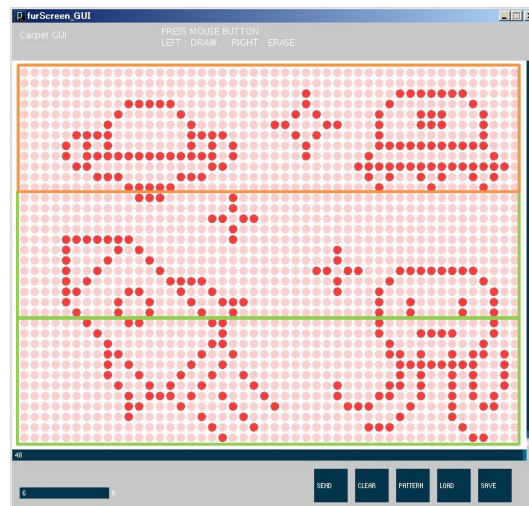 furScreen_GUI
Carpet GUI
PRESS MOUSE BUTTON
LEFT : DRAW RIGHT : ERASE
48
6
SEND CLEAR PATTERN LOAD SAVE